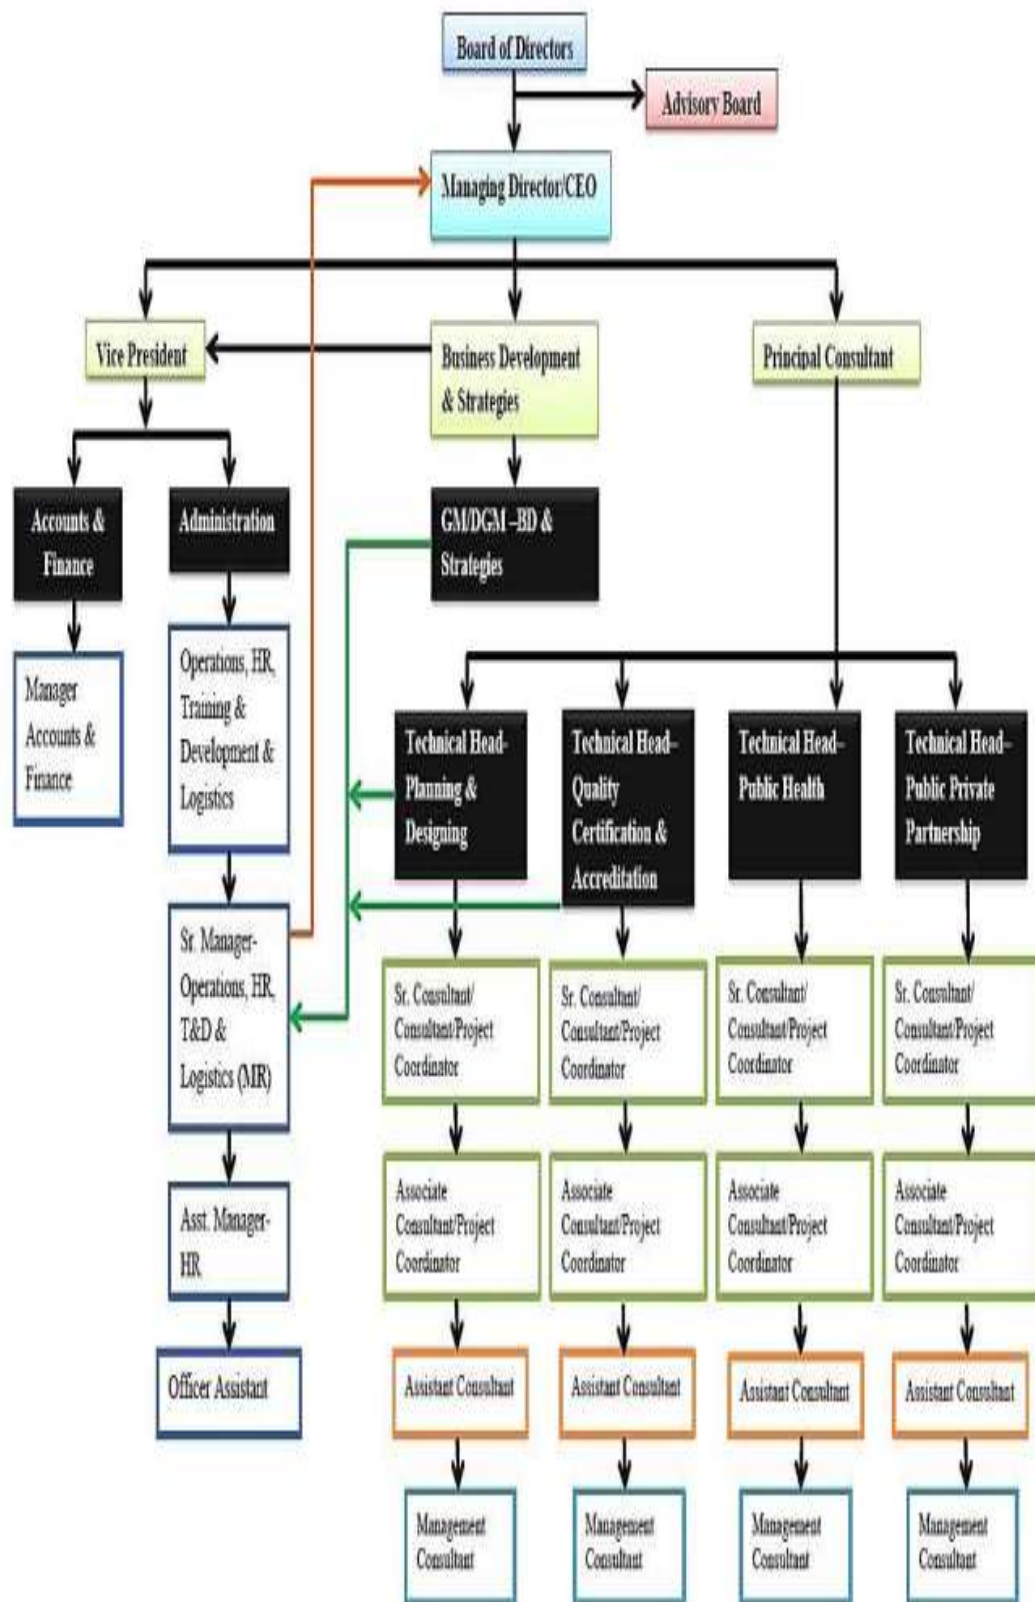 Board of Directors
Advisory Board
Managing Director/CEO
Vice President
Business Development
& Strategies
Principal Consultant
Accounts &
Finance
Administration
GM/DGM –BD &
Strategies
Manager
Accounts &
Finance
Operations, HR,
Training &
Development &
Logistics
Technical Head–
Planning &
Designing
Technical Head–
Quality
Certification &
Accreditation
Technical Head–
Public Health
Technical Head–
Public Private
Partnership
Sr. Manager-
Operations, HR,
T&D &
Logistics (MR)
Sr. Consultant/
Consultant/Project
Coordinator
Sr. Consultant/
Consultant/Project
Coordinator
Sr. Consultant/
Consultant/Project
Coordinator
Sr. Consultant/
Consultant/Project
Coordinator
Asst. Manager-
HR
Associate
Consultant/Project
Coordinator
Associate
Consultant/Project
Coordinator
Associate
Consultant/Project
Coordinator
Associate
Consultant/Project
Coordinator
Officer Assistant
Assistant Consultant
Assistant Consultant
Assistant Consultant
Assistant Consultant
Management
Consultant
Management
Consultant
Management
Consultant
Management
Consultant